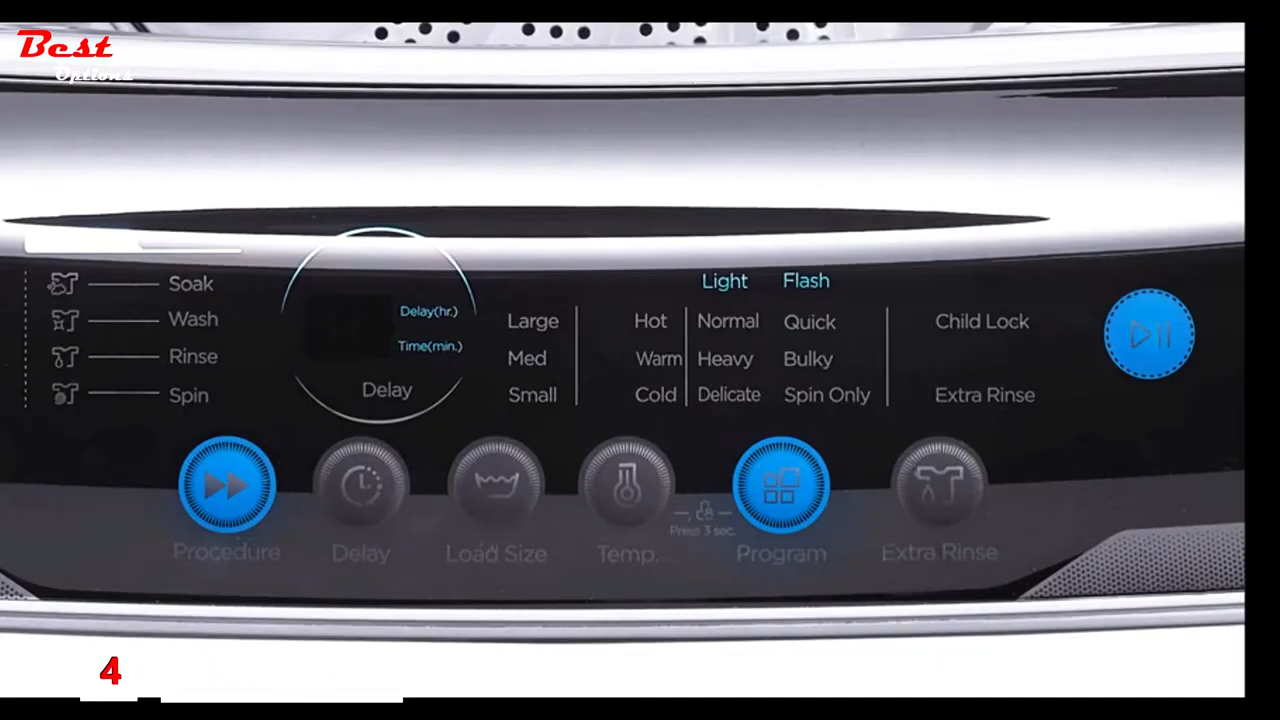 Best
Options
Light Flash
Soak
Delay(hr.)
Large Hot Normal Quick Child Lock
Wash
Time(min.)
Rinse
Med Warm Heavy Bulky
Delay
Spin
Small Cold Delicate Spin Only Extra Rinse
Press 3 sec.
Procedure Delay Load Size Temp. Program Extra Rinse
4